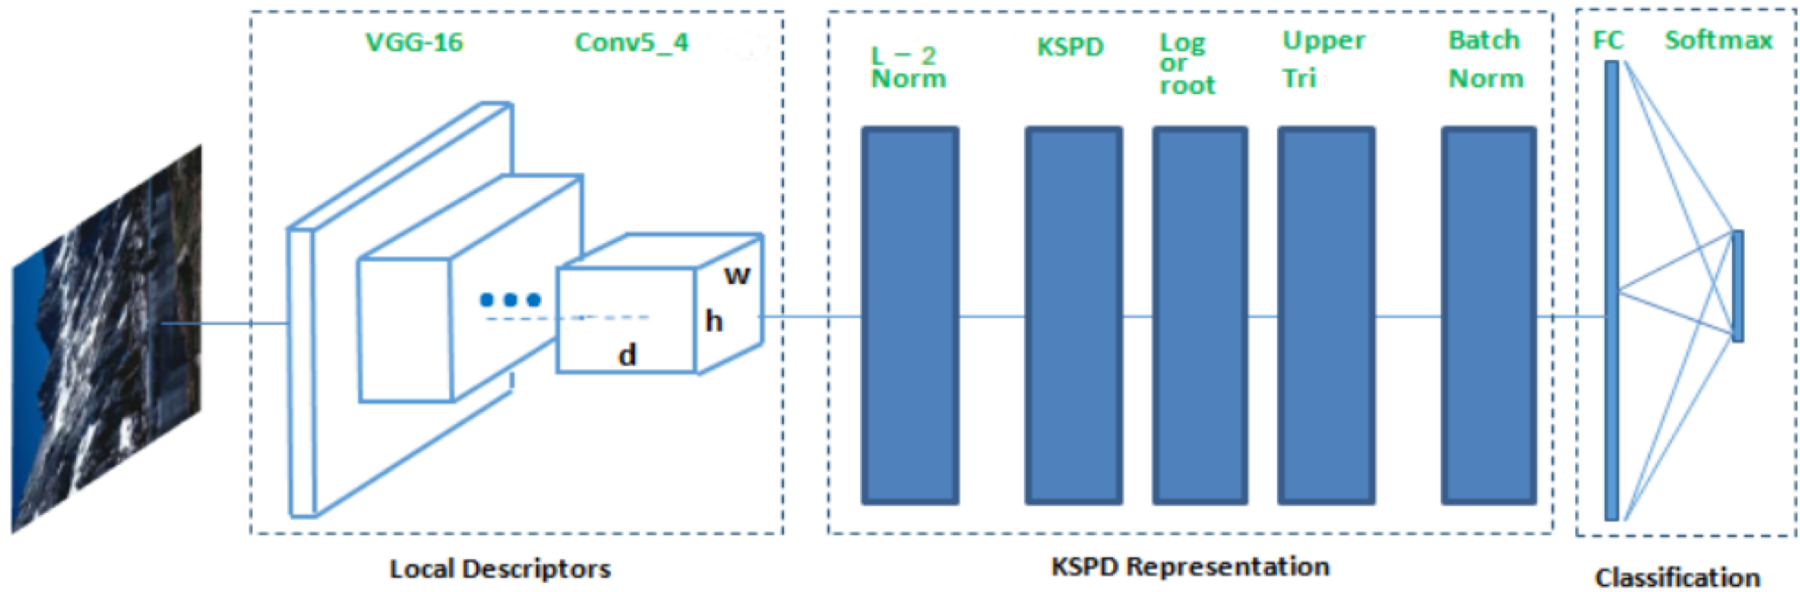 VGG-16
Conv5_4
w
h
d
Local Descriptors
L – 2
Norm
KSPD
Log
or
root
Upper
Tri
Batch
Norm
KSPD Representation
FC
Softmax
Classification